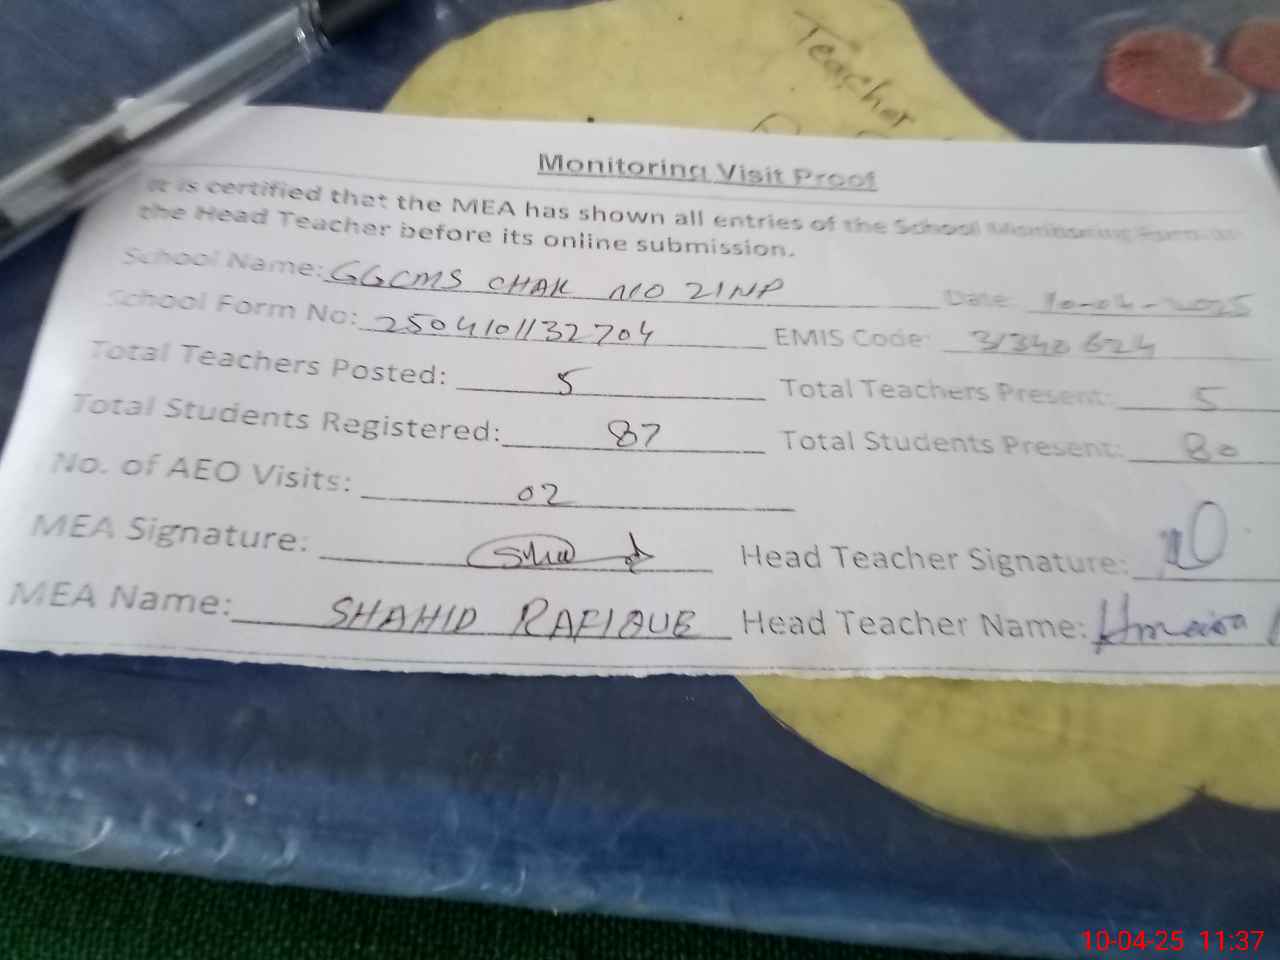 Teacher
Monitoring Visit Proof
It is certified that the MEA has shown all entries of the School Monitoring Form to
the Head Teacher before its online submission.
School Name: GGCMS CHAK NO 21NP Date: 10-04-2025
School Form No: 2504101132704 EMIS Code: 31340624
Total Teachers Posted: 5 Total Teachers Present: 5
Total Students Registered: 87 Total Students Present: 80
No. of AEO Visits: 02
MEA Signature: Head Teacher Signature:
MEA Name: SHAHID RAFIQUE Head Teacher Name: Humaira
10-04-25 11:37